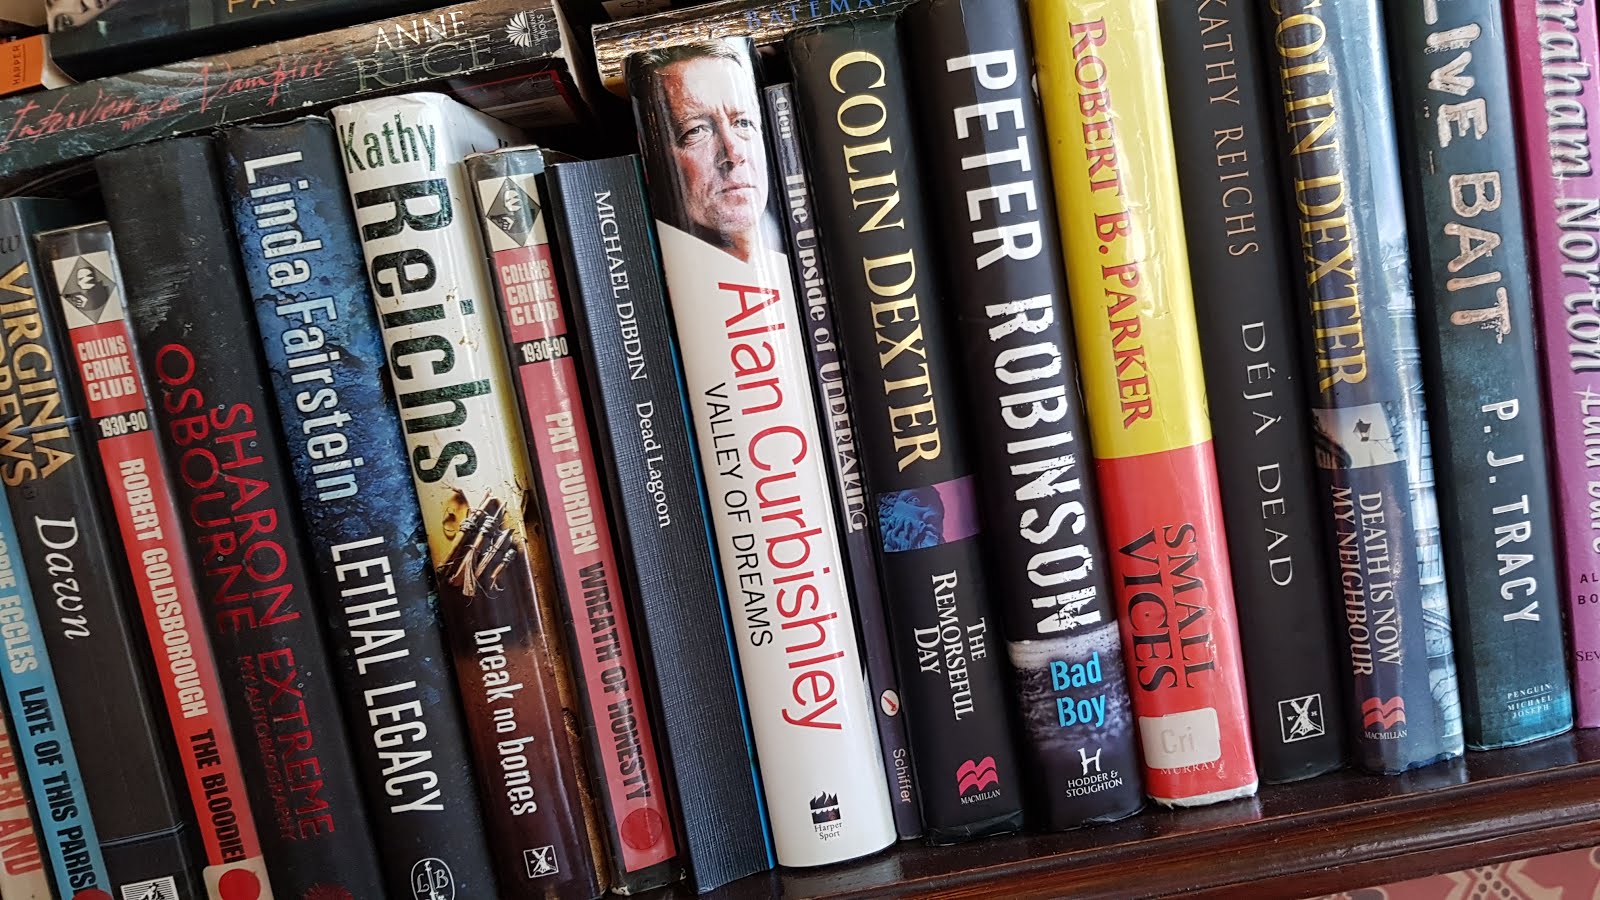 HARPER
ANNE
RICE
Interview
with the
Vampire
BATEMAN
VIRGINIA
Dawn
LATE OF THIS PARISH
COLLINS
CRIME
CLUB
1930-90
ROBERT GOLDSBOROUGH
THE BLOODIE
SHARON
OSBOURNE
EXTREME
MY AUTOBIOGRAPHY
Linda Fairstein
LETHAL LEGACY
L B
Kathy
Reichs
break no bones
COLLINS
CRIME
CLUB
1930-90
PAT BURDEN
WREATH OF HONESTY
MICHAEL DIBDIN
Dead Lagoon
Alan Curbishley
VALLEY OF DREAMS
Harper
Sport
The Upside of UNDERTAKING
Schiffer
COLIN DEXTER
THE
REMORSEFUL
DAY
MACMILLAN
PETER ROBINSON
Bad
Boy
H
HODDER &
STOUGHTON
ROBERT B. PARKER
SMALL
VICES
Cri
MURRAY
KATHY REICHS
DÉJÀ DEAD
COLIN DEXTER
DEATH IS NOW
MY NEIGHBOUR
MACMILLAN
LIVE BAIT
P. J. TRACY
PENGUIN
MICHAEL
JOSEPH
Graham Norton